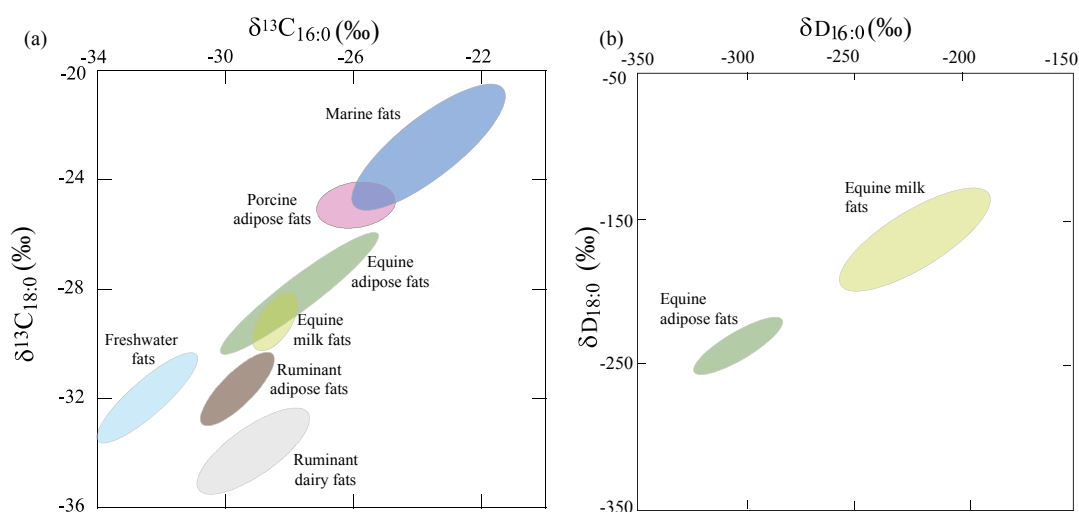 (a)
δ¹³C₁₆:₀ (‰)
-34
-30
-26
-22
-20
-24
-28
-32
-36
δ¹³C₁₈:₀ (‰)
Marine fats
Porcine
adipose fats
Equine
adipose fats
Equine
milk fats
Freshwater
fats
Ruminant
adipose fats
Ruminant
dairy fats
(b)
δD₁₆:₀ (‰)
-350
-300
-250
-200
-150
-50
-150
-250
-350
δD₁₈:₀ (‰)
Equine milk
fats
Equine
adipose fats